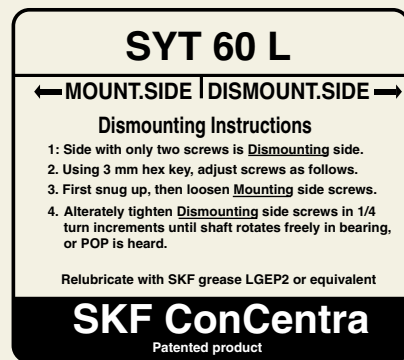 SYT 60 L
MOUNT.SIDE DISMOUNT.SIDE
Dismounting Instructions
1: Side with only two screws is Dismounting side.
2. Using 3 mm hex key, adjust screws as follows.
3. First snug up, then loosen Mounting side screws.
4. Alterately tighten Dismounting side screws in 1/4
turn increments until shaft rotates freely in bearing,
or POP is heard.
Relubricate with SKF grease LGEP2 or equivalent
SKF ConCentra
Patented product